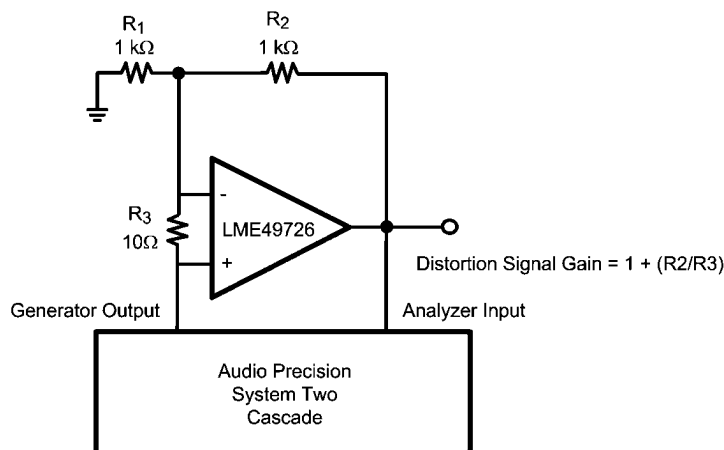 R1
1 kΩ
R2
1 kΩ
R3
10Ω
-
+
LME49726
Distortion Signal Gain = 1 + (R2/R3)
Generator Output
Analyzer Input
Audio Precision
System Two
Cascade